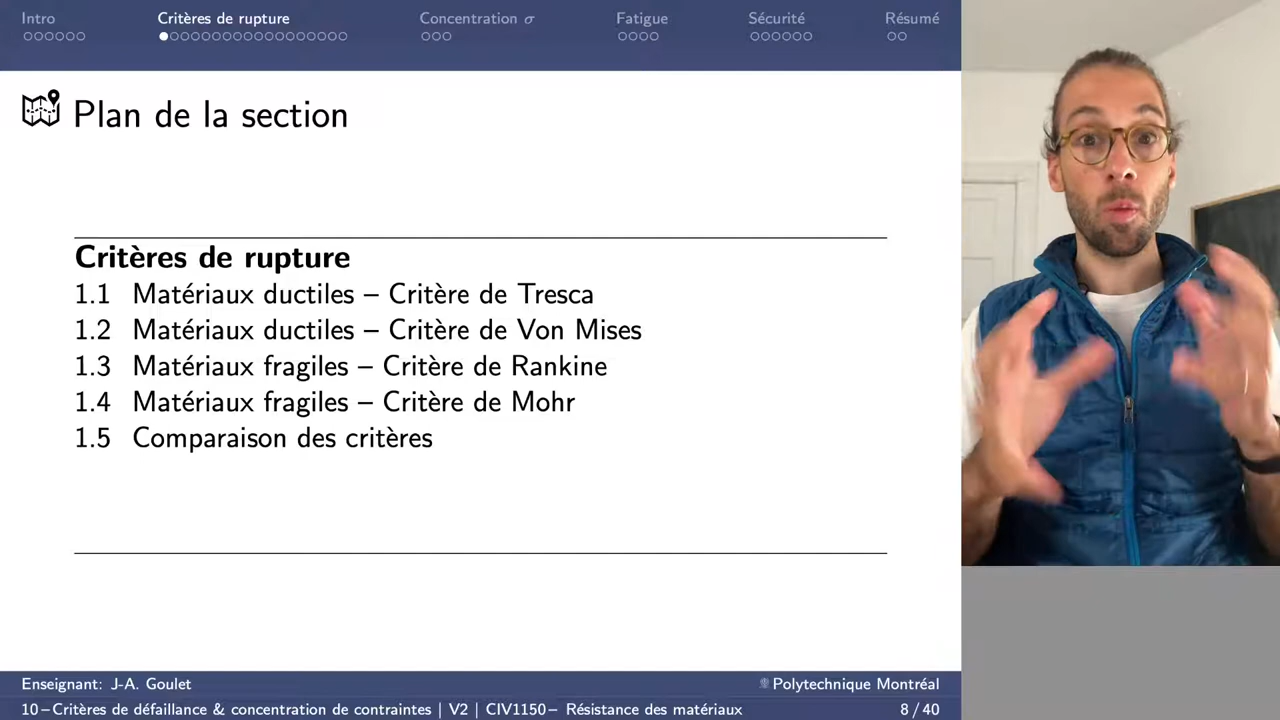 Intro Critères de rupture Concentration σ Fatigue Sécurité Résumé
Plan de la section
Critères de rupture
1.1 Matériaux ductiles – Critère de Tresca
1.2 Matériaux ductiles – Critère de Von Mises
1.3 Matériaux fragiles – Critère de Rankine
1.4 Matériaux fragiles – Critère de Mohr
1.5 Comparaison des critères
Enseignant: J-A. Goulet Polytechnique Montréal
10 – Critères de défaillance & concentration de contraintes | V2 | CIV1150 – Résistance des matériaux 8 / 40